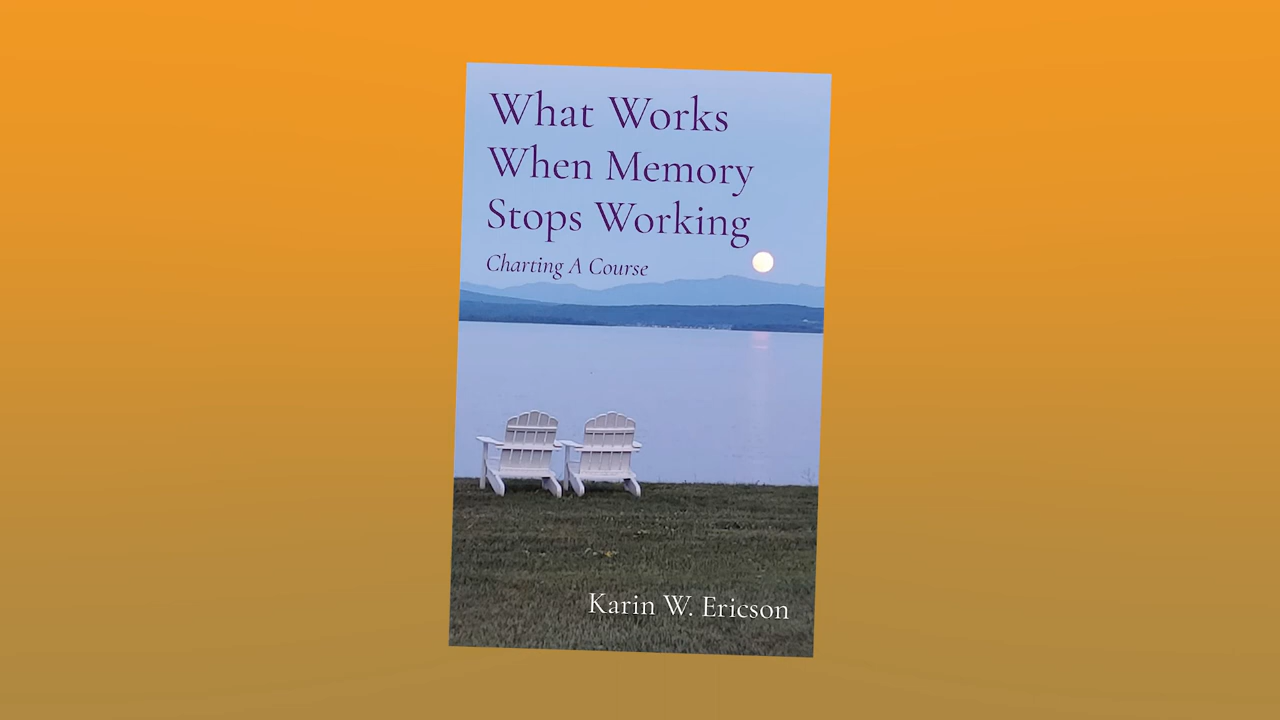 What Works
When Memory
Stops Working
Charting A Course
Karin W. Ericson